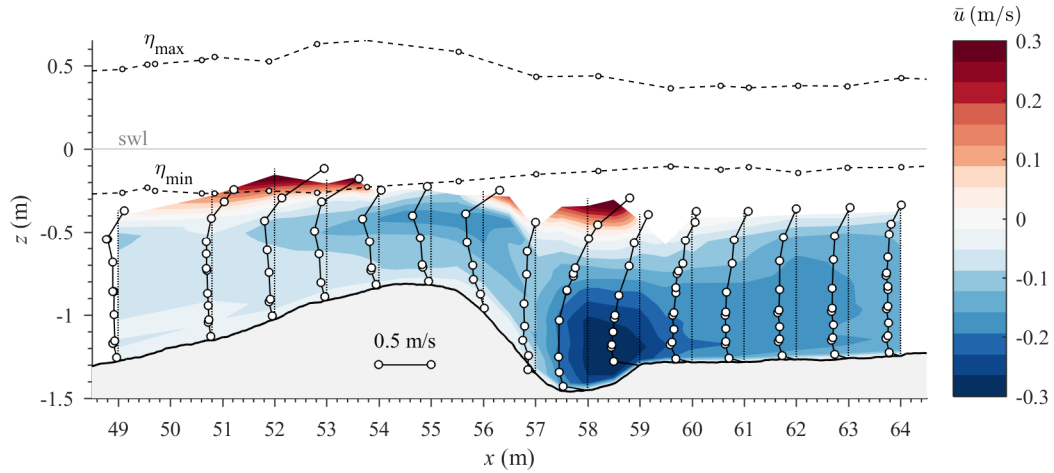 ū (m/s)
η_max
0.5
swl
0
η_min
z (m)
-0.5
-1
0.5 m/s
-1.5
49 50 51 52 53 54 55 56 57 58 59 60 61 62 63 64
x (m)
0.3
0.2
0.1
0
-0.1
-0.2
-0.3